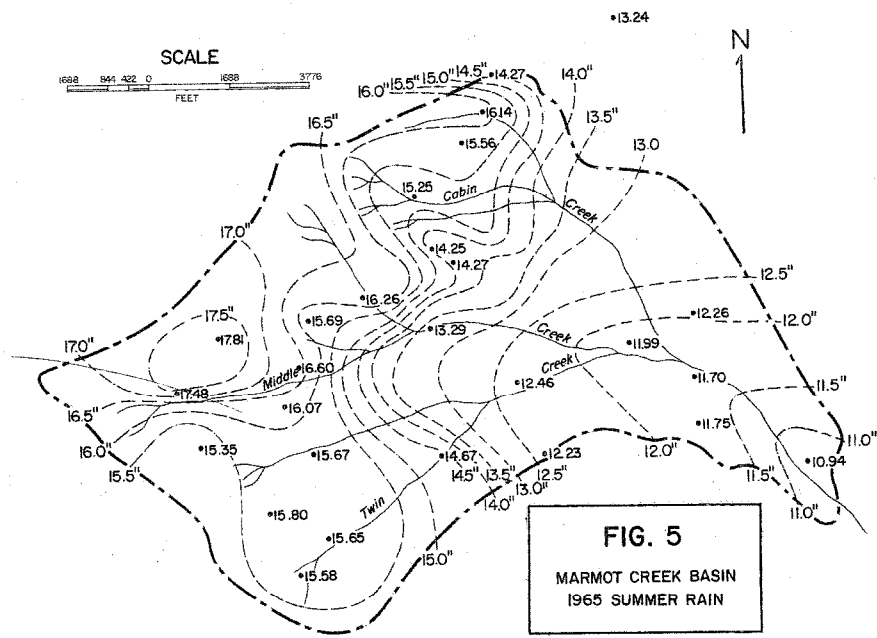 13.24
SCALE
N
1688 844 422 0 1688 3776
FEET
16.0" 15.5" 15.0" 14.5" 14.27 14.0"
16.5" 16.14 13.5"
15.56 13.0
15.25 Cabin Creek
17.0" 14.25
14.27
12.5"
16.26
17.5" 15.69 12.26 12.0"
17.81 13.29 Creek 11.99
17.0" Middle 16.60 Creek
17.48 12.46 11.70 11.5"
16.5" 16.07 11.75
16.0" 15.35 15.67 14.67 12.23 12.0" 11.0"
15.5" 14.5" 13.5" 12.5" 11.5" 10.94
13.0"
14.0" 11.0"
Twin
15.80
15.65 15.0"
15.58
FIG. 5
MARMOT CREEK BASIN
1965 SUMMER RAIN